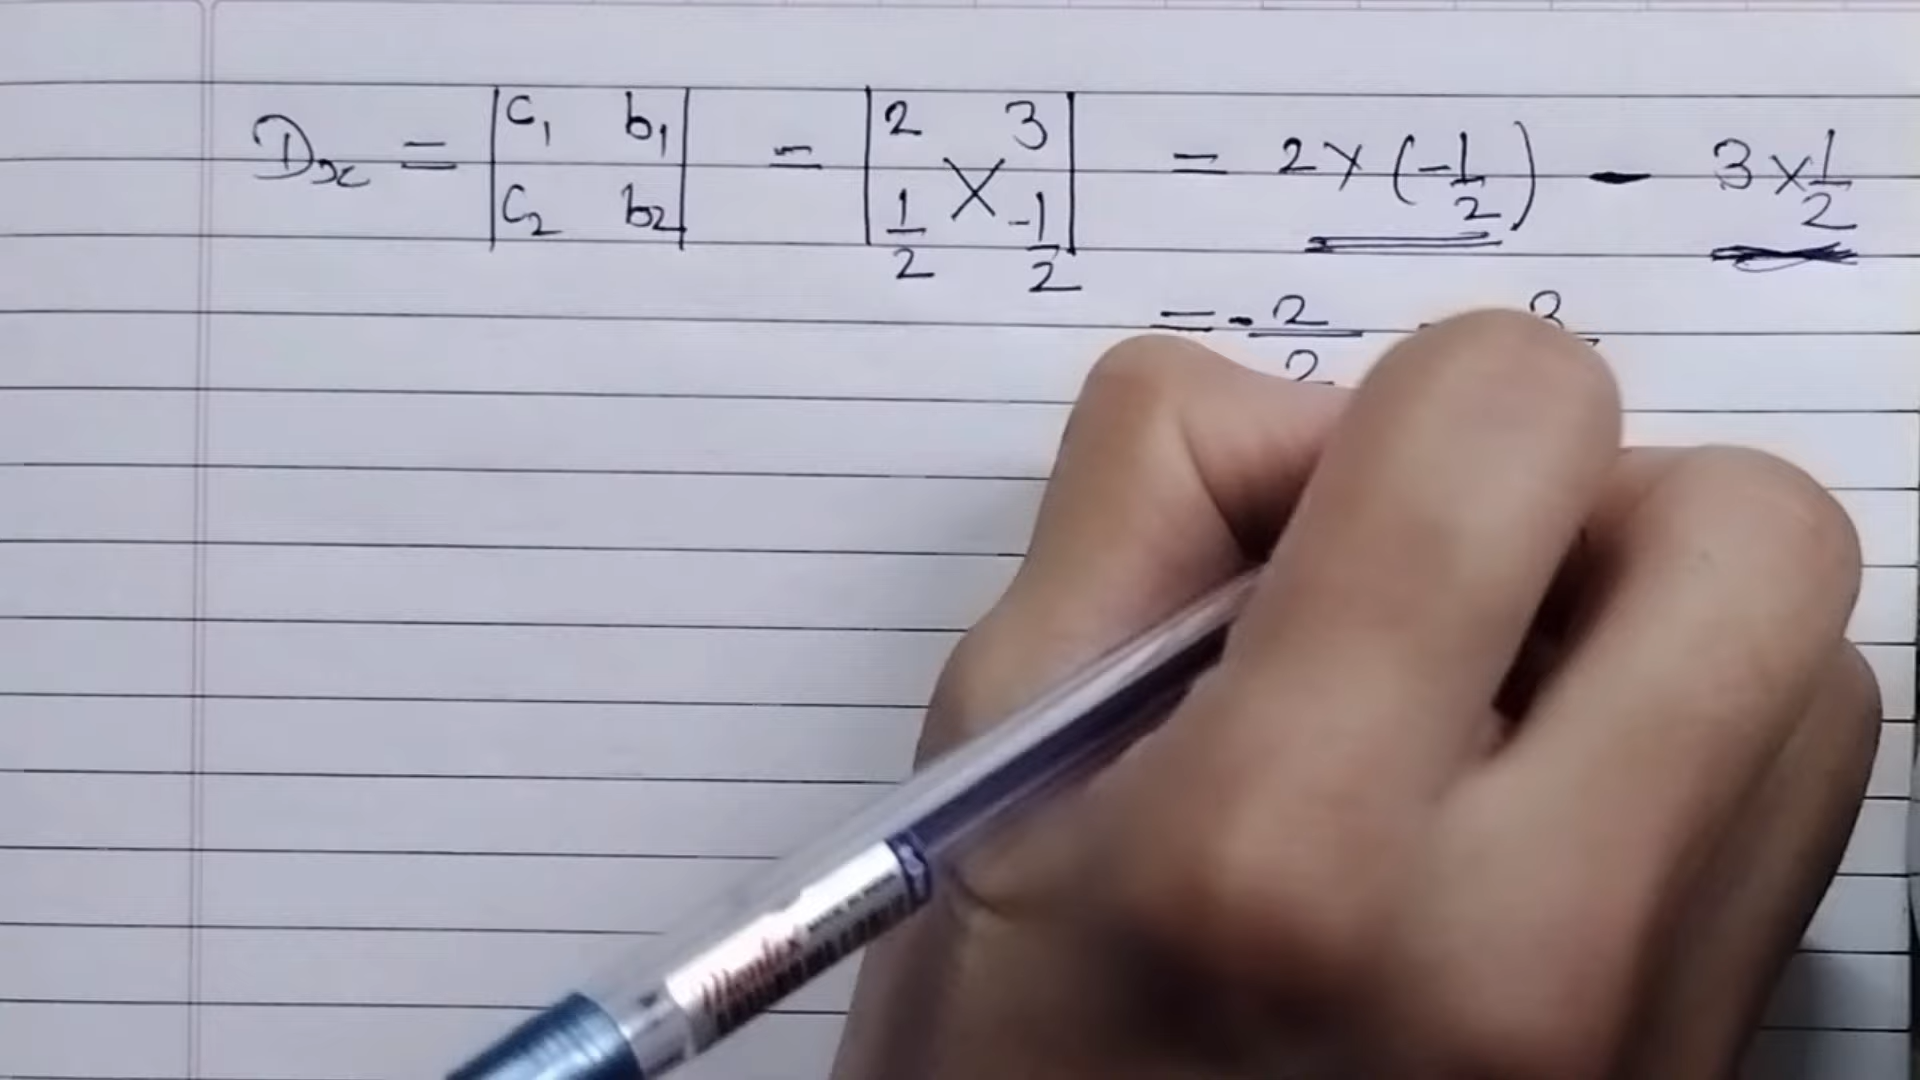 Dx = |c₁ b₁ / c₂ b₂| = |2 3 / 1/2 -1/2| = 2 × (-1/2) - 3 × 1/2
= - 2/2 - 3